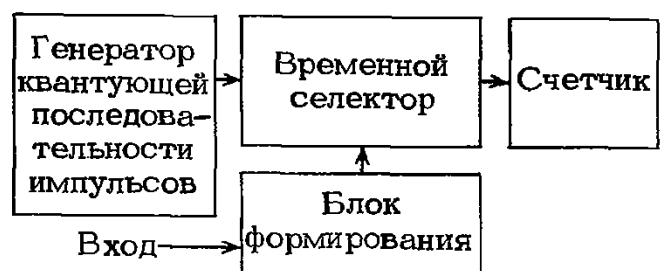 Генератор
квантующей
последова-
тельности
импульсов
Временной
селектор
Счетчик
Блок
формирования
Вход